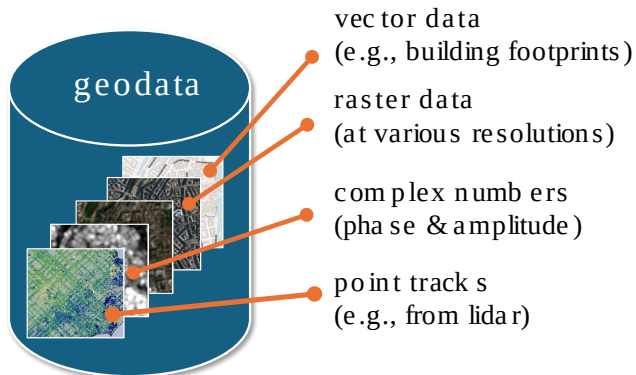 geodata
vector data
(e.g., building footprints)
raster data
(at various resolutions)
complex numbers
(phase & amplitude)
point tracks
(e.g., from lidar)